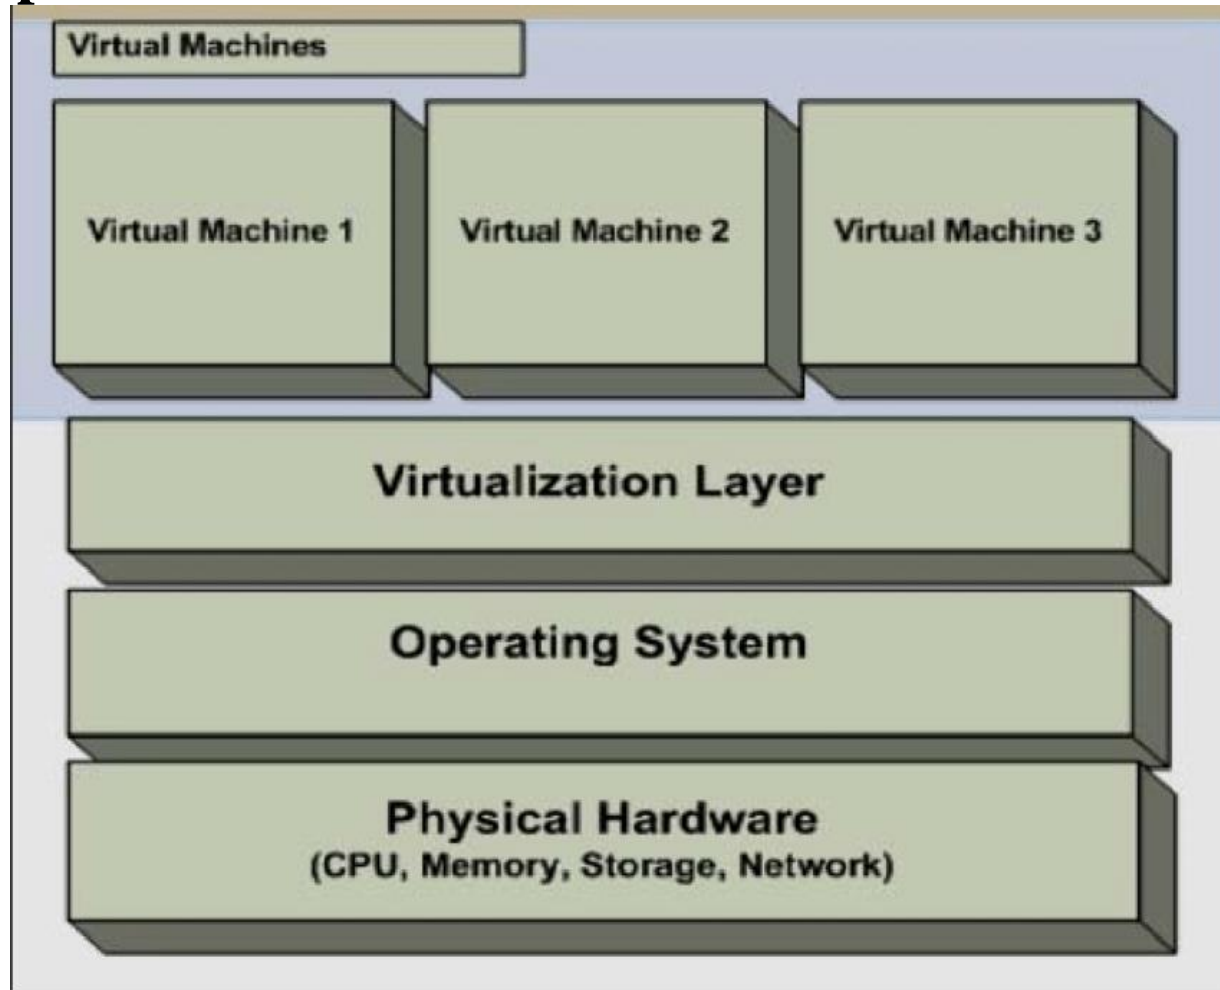 Virtual Machines
Virtual Machine 1
Virtual Machine 2
Virtual Machine 3
Virtualization Layer
Operating System
Physical Hardware
(CPU, Memory, Storage, Network)